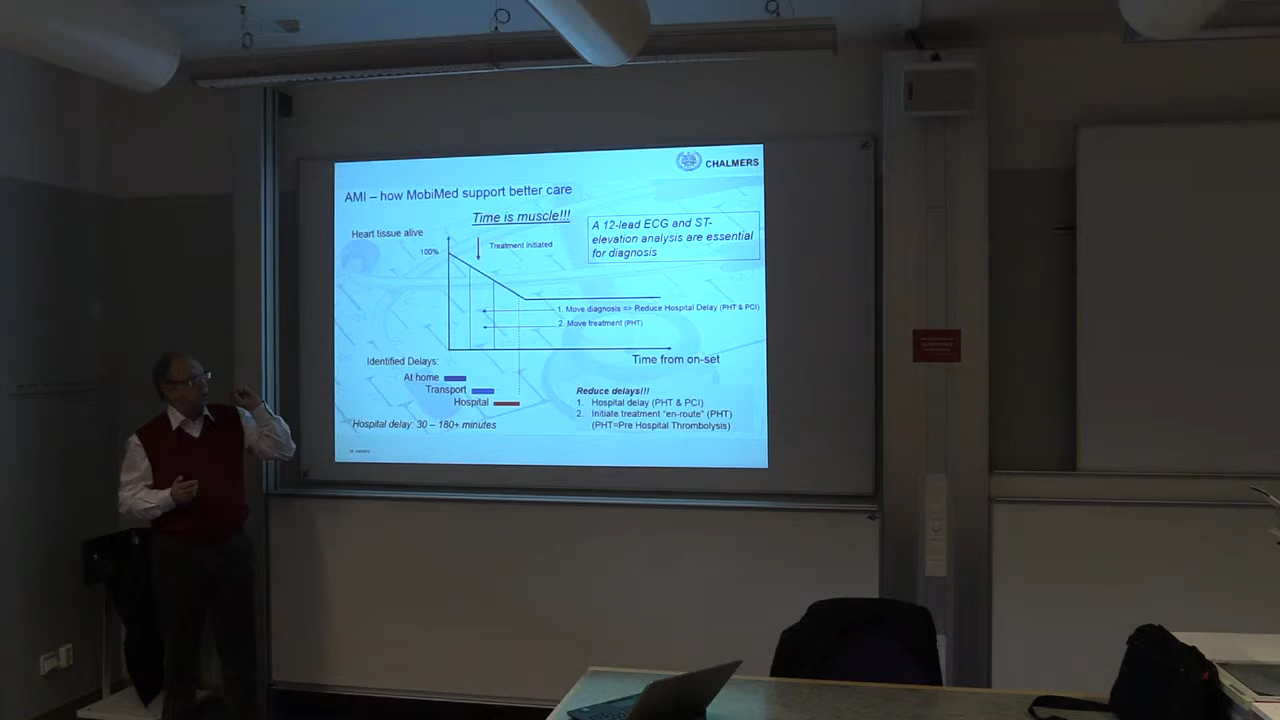 CHALMERS
AMI – how MobiMed support better care
Time is muscle!!!
A 12-lead ECG and ST-
elevation analysis are essential
for diagnosis
Heart tissue alive
Treatment initiated
100%
1. Move diagnosis => Reduce Hospital Delay (PHT & PCI)
2. Move treatment (PHT)
Time from on-set
Identified Delays:
At home
Transport
Hospital
Hospital delay: 30 – 180+ minutes
Reduce delays!!!
1. Hospital delay (PHT & PCI)
2. Initiate treatment "en-route" (PHT)
(PHT=Pre Hospital Thrombolysis)